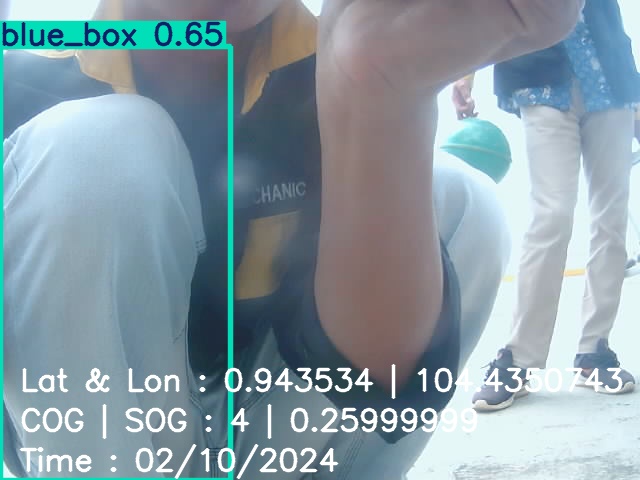 blue_box 0.65
CHANIC
Lat & Lon : 0.943534 | 104.4350743
COG | SOG : 4 | 0.25999999
Time : 02/10/2024